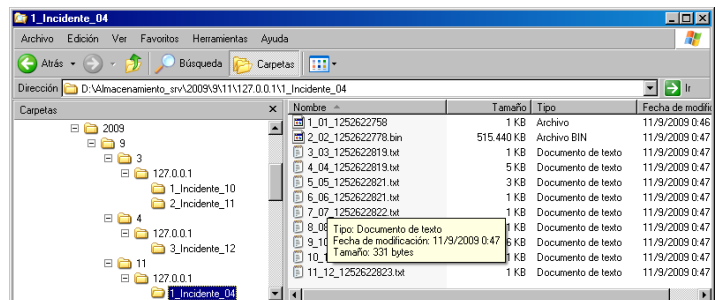 1_Incidente_04
Archivo Edición Ver Favoritos Herramientas Ayuda
Atrás Búsqueda Carpetas
Dirección D:\Almacenamiento_srv\2009\9\11\127.0.0.1\1_Incidente_04 Ir
Carpetas Nombre Tamaño Tipo Fecha de modific
2009 1_01_1252622758 1 KB Archivo 11/9/2009 0:46
9 2_02_1252622778.bin 515.440 KB Archivo BIN 11/9/2009 0:47
3 3_03_1252622819.txt 1 KB Documento de texto 11/9/2009 0:47
127.0.0.1 4_04_1252622819.txt 5 KB Documento de texto 11/9/2009 0:47
1_Incidente_10 5_05_1252622821.txt 3 KB Documento de texto 11/9/2009 0:47
2_Incidente_11 6_06_1252622821.txt 1 KB Documento de texto 11/9/2009 0:47
4 7_07_1252622822.txt 1 KB Documento de texto 11/9/2009 0:47
127.0.0.1 8_08 Tipo: Documento de texto 1 KB Documento de texto 11/9/2009 0:47
3_Incidente_12 9_10 Fecha de modificación: 11/9/2009 0:47 6 KB Documento de texto 11/9/2009 0:47
11 10_1 Tamaño: 331 bytes 1 KB Documento de texto 11/9/2009 0:47
127.0.0.1 11_12_1252622823.txt 1 KB Documento de texto 11/9/2009 0:47
1_Incidente_04